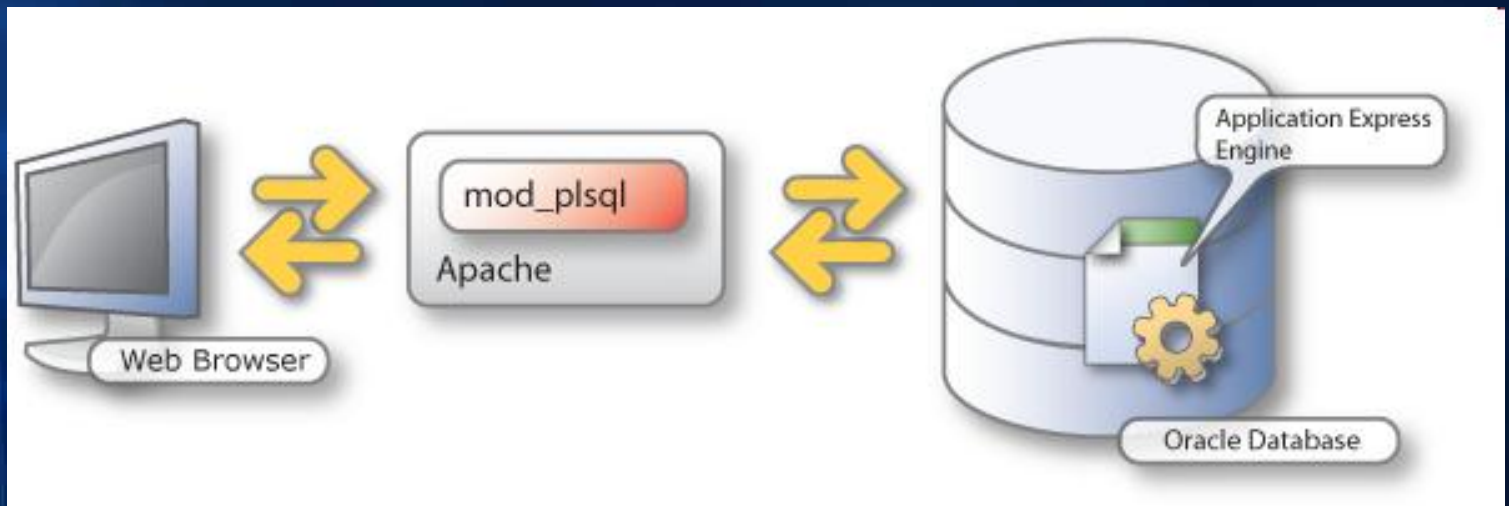 Web Browser
mod_plsql
Apache
Application Express
Engine
Oracle Database